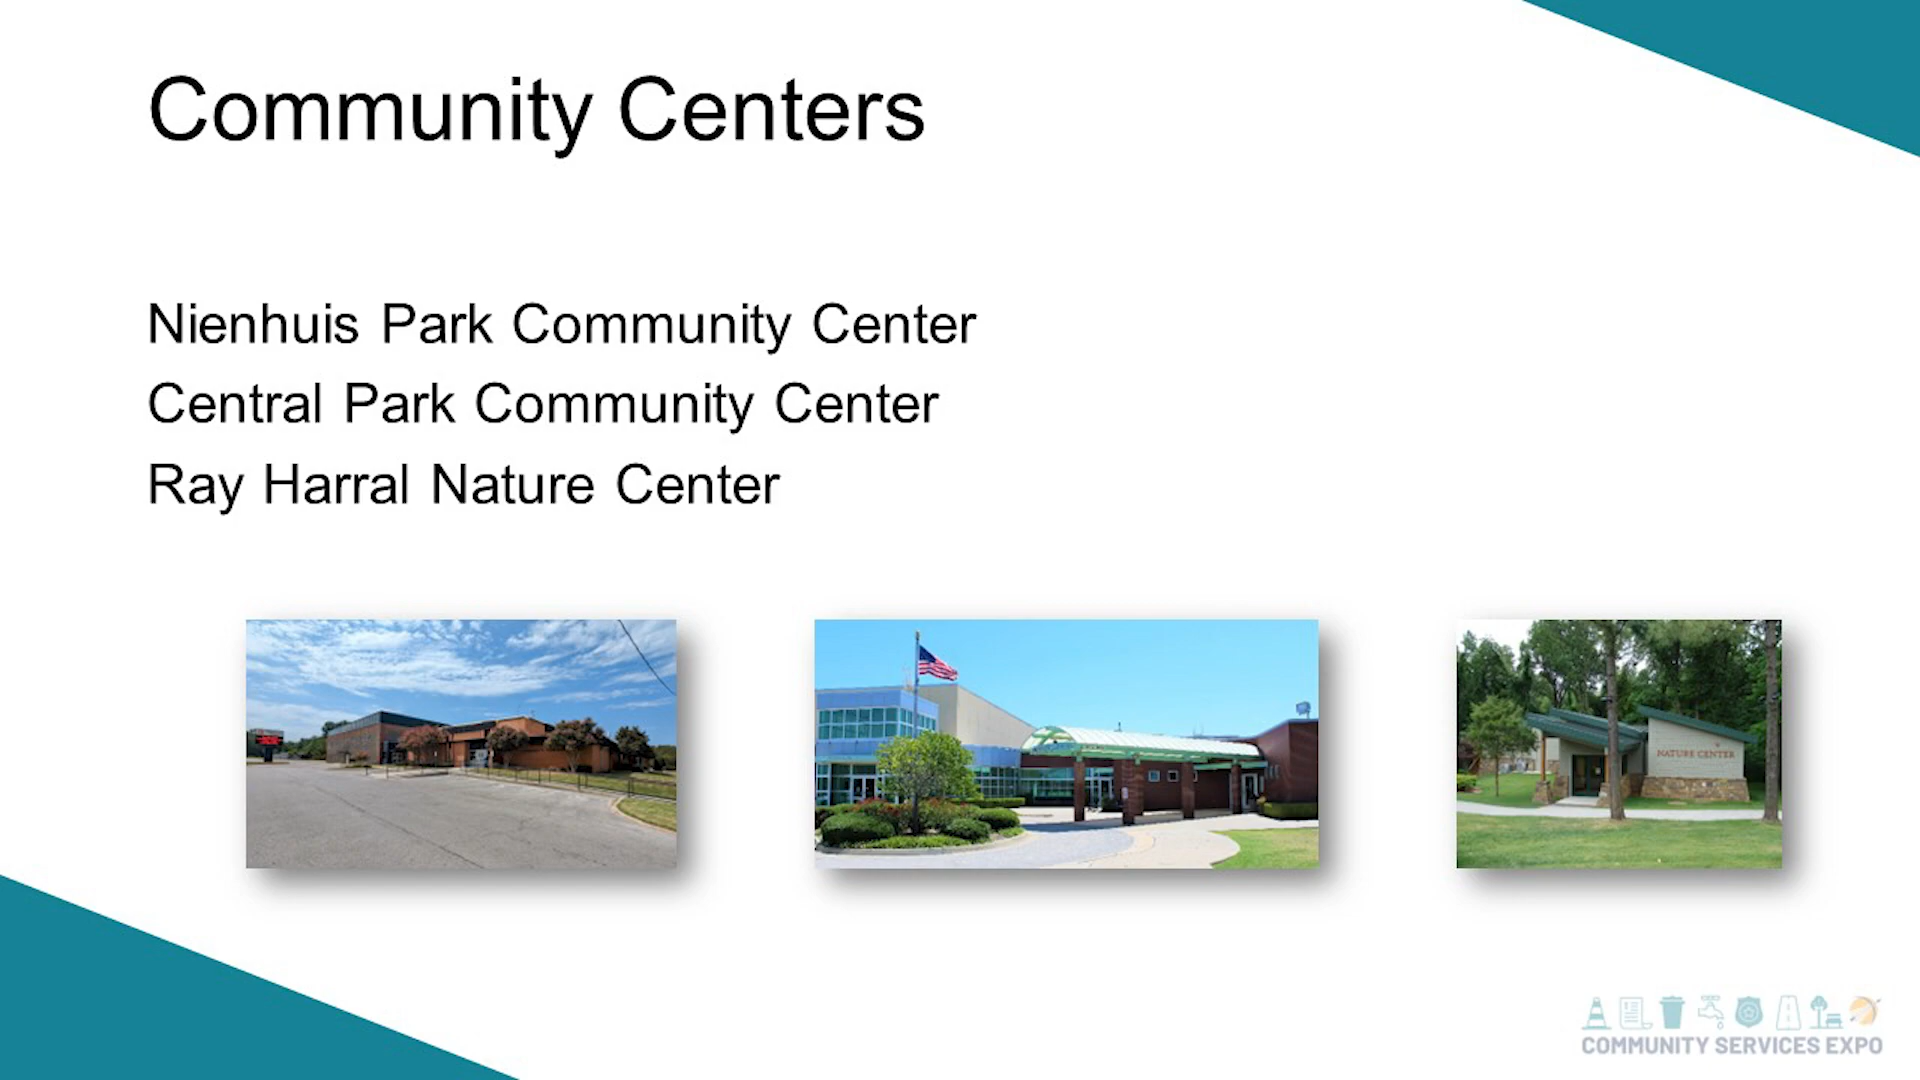 Community Centers
Nienhuis Park Community Center
Central Park Community Center
Ray Harral Nature Center
NATURE CENTER
COMMUNITY SERVICES EXPO